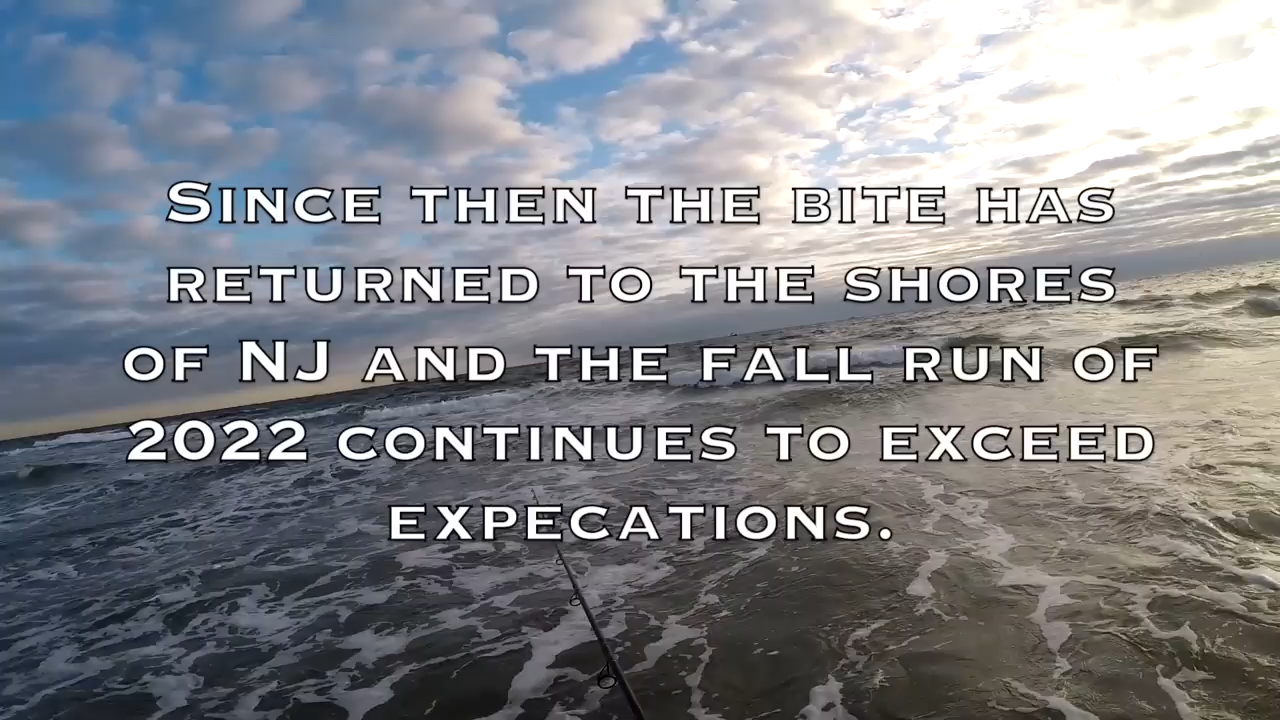 Since then the bite has
returned to the shores
of NJ and the fall run of
2022 continues to exceed
expecations.